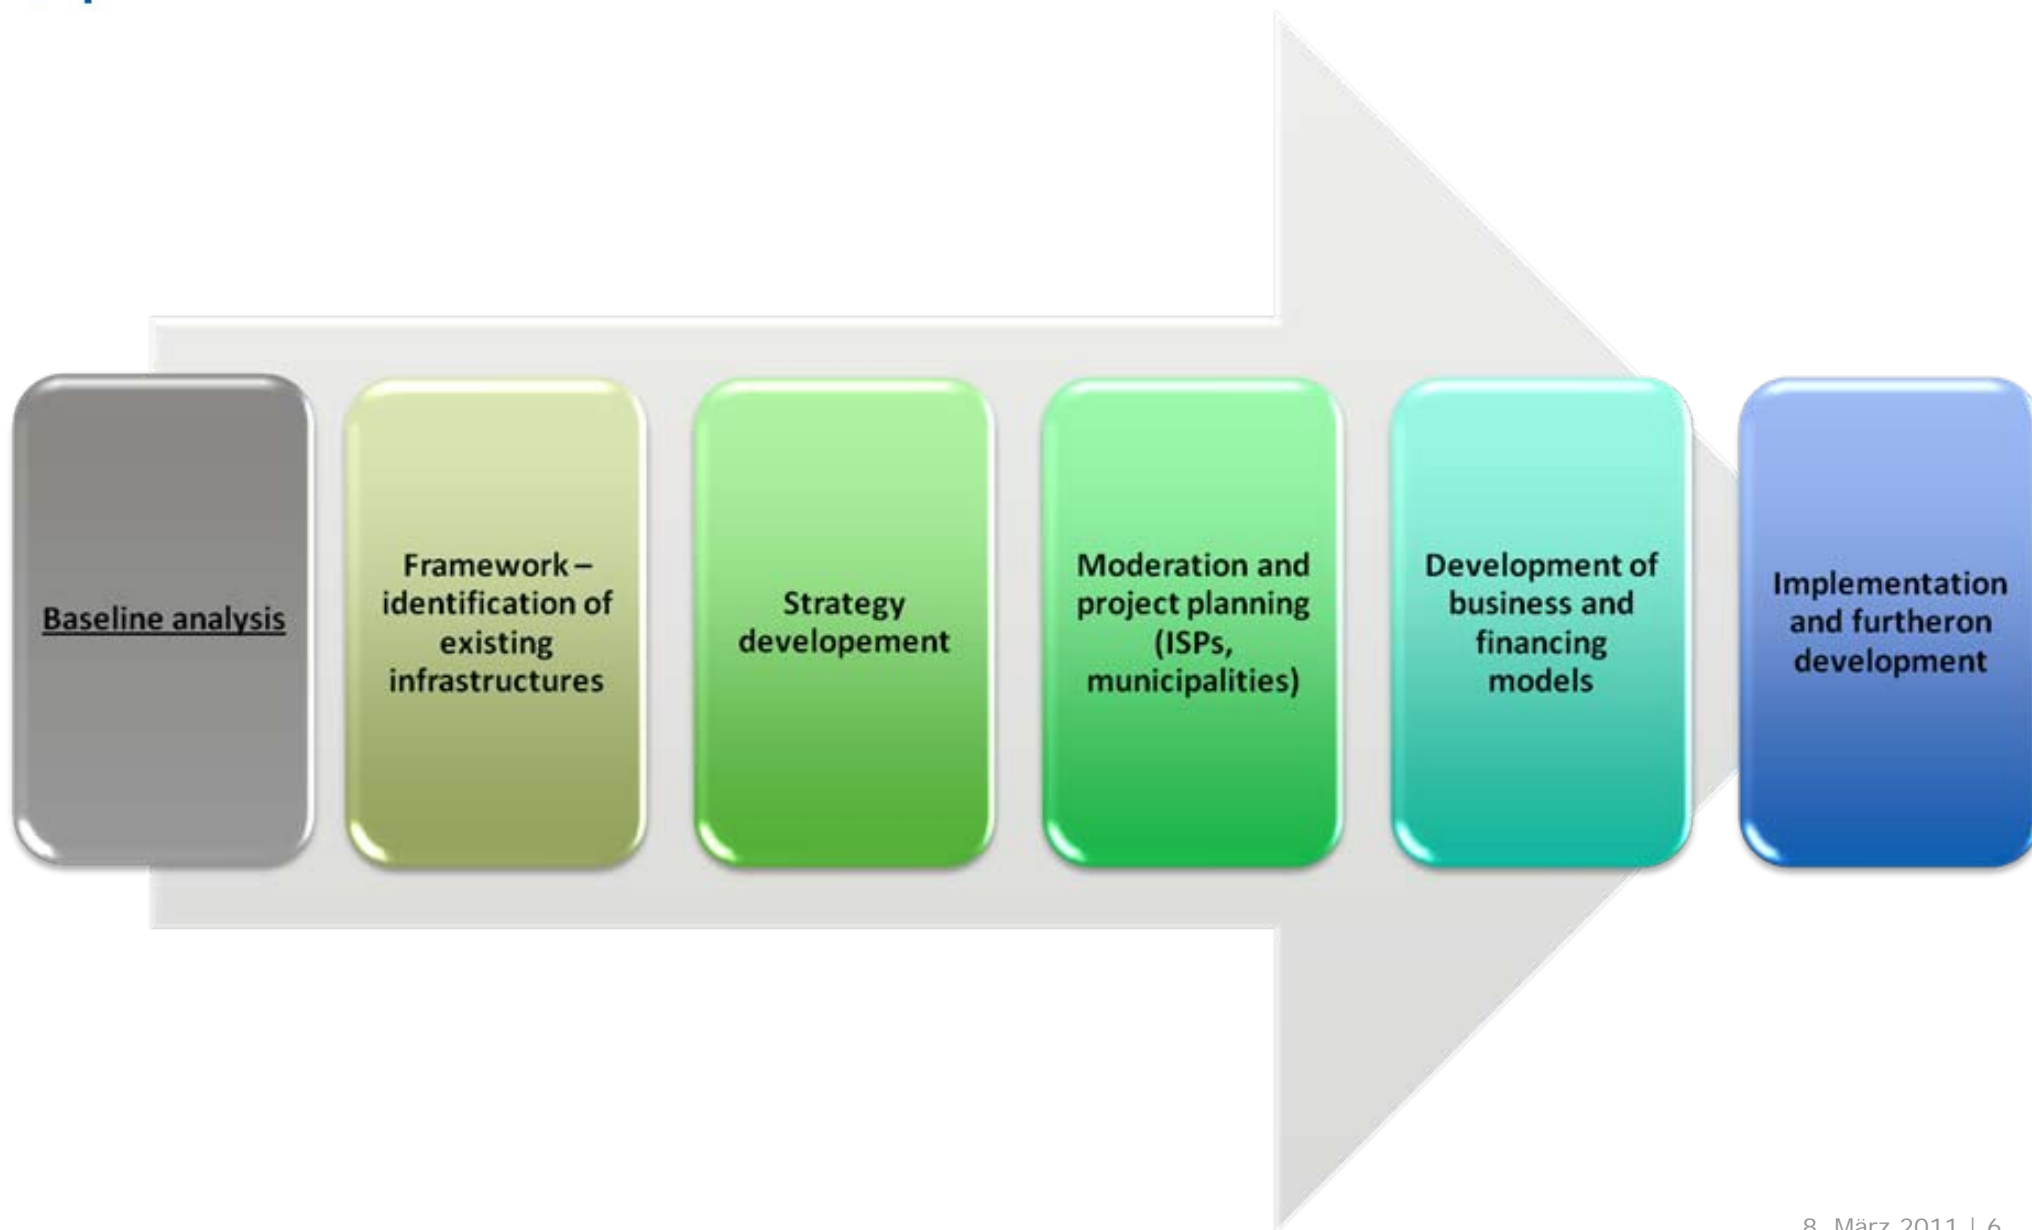 Baseline analysis
Framework –
identification of
existing
infrastructures
Strategy
developement
Moderation and
project planning
(ISPs,
municipalities)
Development of
business and
financing
models
Implementation
and furtheron
development
8. März 2011 | 6